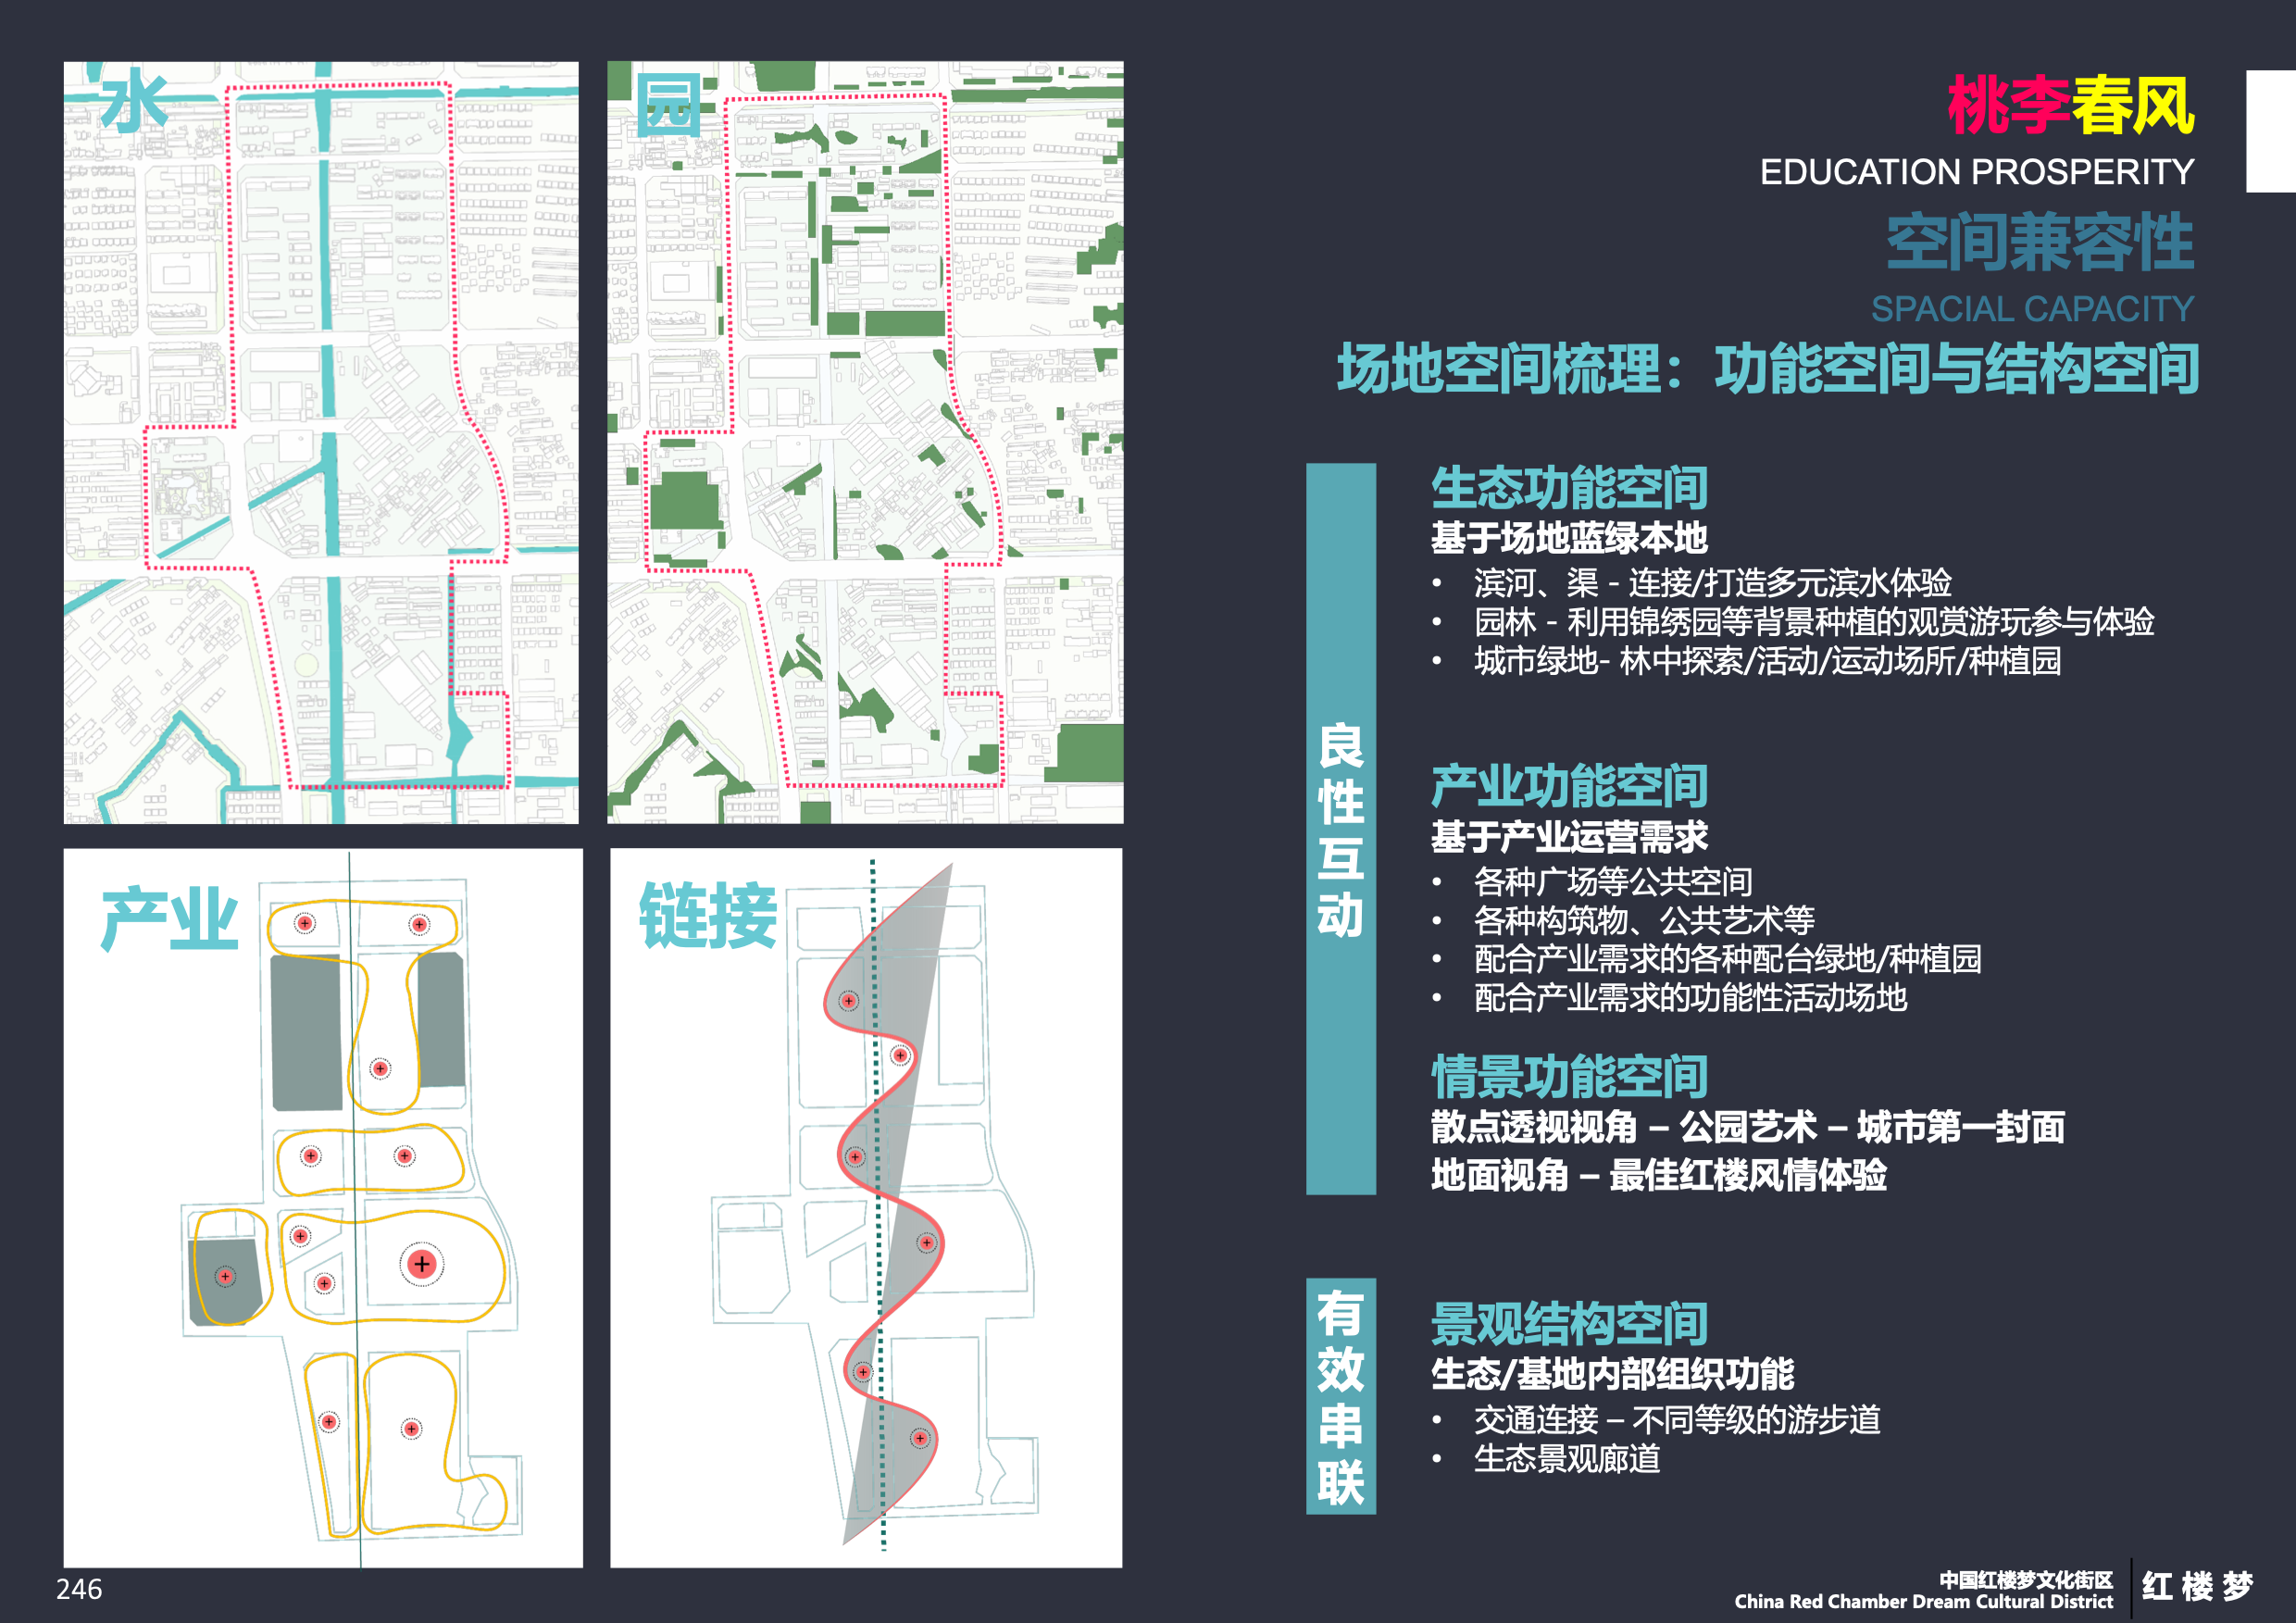 水
园
产业
链接
桃李春风
EDUCATION PROSPERITY
空间兼容性
SPACIAL CAPACITY
场地空间梳理：功能空间与结构空间
良性互动
生态功能空间
基于场地蓝绿本地
• 滨河、渠 - 连接/打造多元滨水体验
• 园林 - 利用锦绣园等背景种植的观赏游玩参与体验
• 城市绿地- 林中探索/活动/运动场所/种植园
产业功能空间
基于产业运营需求
• 各种广场等公共空间
• 各种构筑物、公共艺术等
• 配合产业需求的各种配台绿地/种植园
• 配合产业需求的功能性活动场地
情景功能空间
散点透视视角 – 公园艺术 – 城市第一封面
地面视角 – 最佳红楼风情体验
有效串联
景观结构空间
生态/基地内部组织功能
• 交通连接 – 不同等级的游步道
• 生态景观廊道
246
中国红楼梦文化街区
China Red Chamber Dream Cultural District
红楼梦